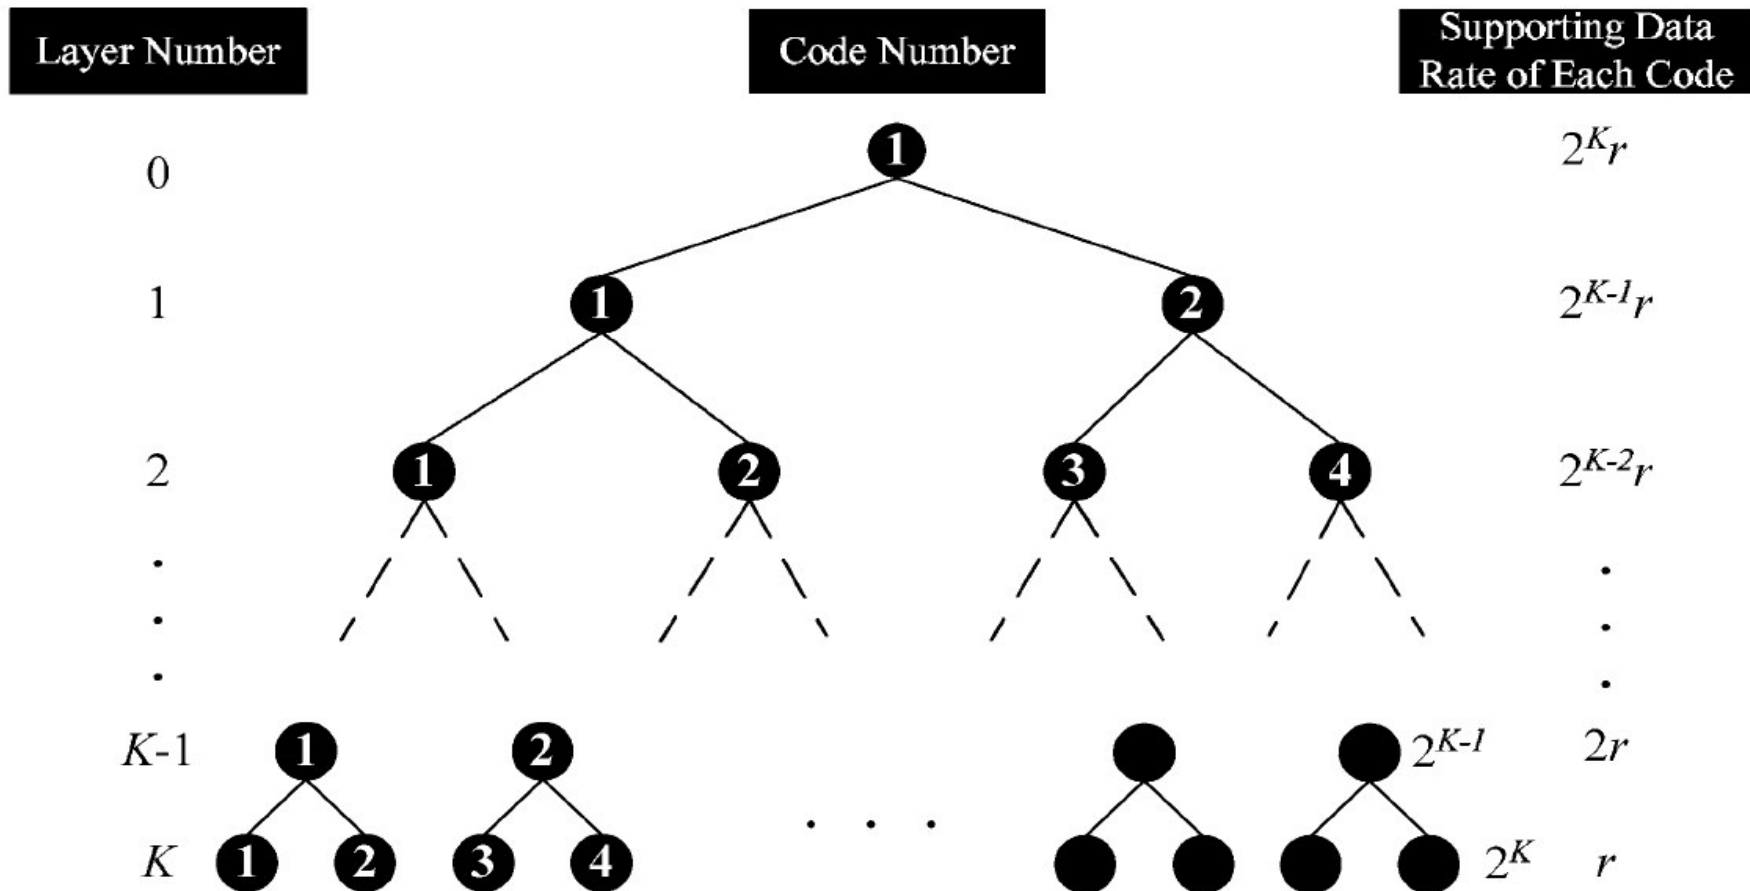 Layer Number
Code Number
Supporting Data
Rate of Each Code
0
1
2^K r
1
1
2
2^{K-1} r
2
1
2
3
4
2^{K-2} r
K-1
1
2
2^{K-1}
2r
. . .
K
1
2
3
4
2^K
r